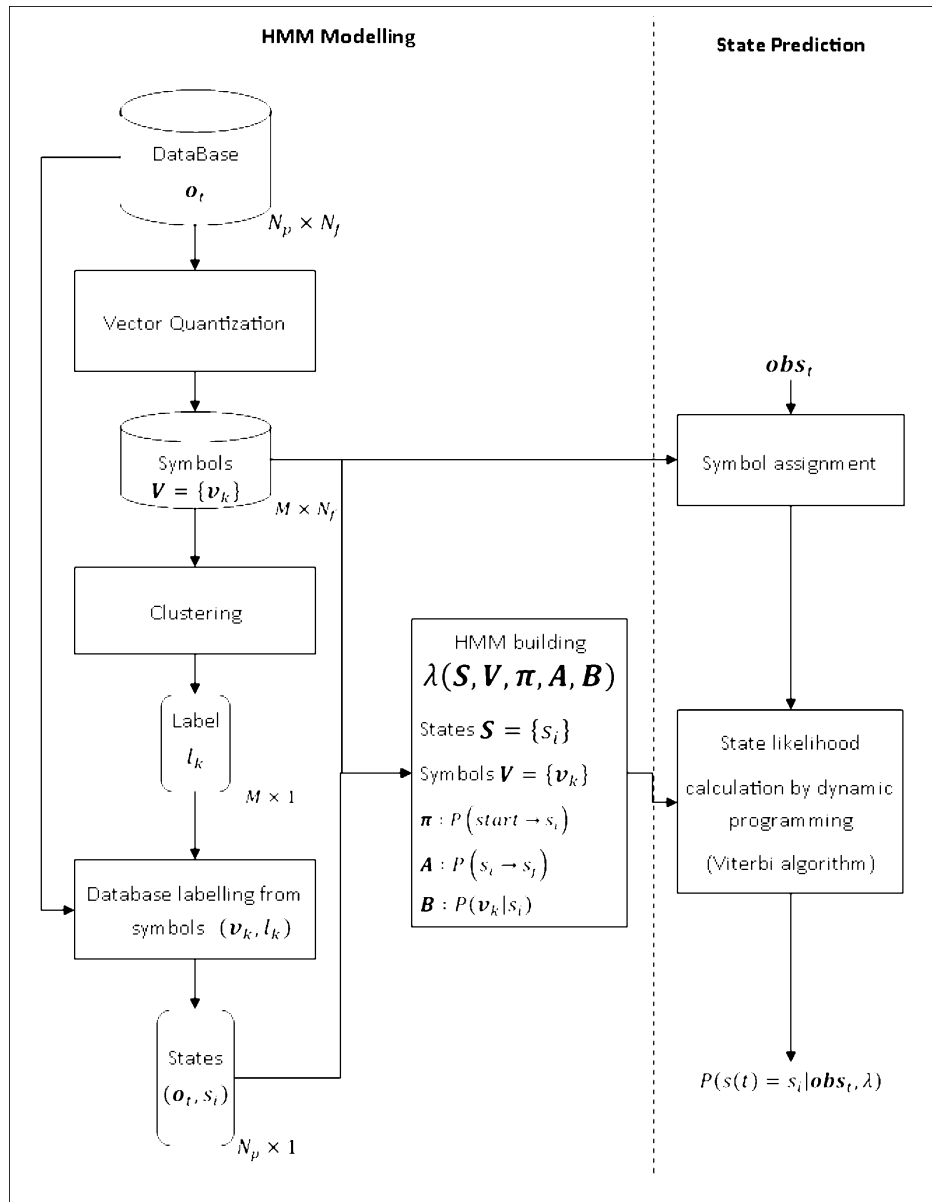 HMM Modelling
DataBase
o_t
N_p × N_f
Vector Quantization
Symbols
V = {v_k}
M × N_f
Clustering
Label
l_k
M × 1
Database labelling from
symbols (v_k, l_k)
States
(o_t, s_i)
N_p × 1
HMM building
λ(S, V, π, A, B)
States S = {s_i}
Symbols V = {v_k}
π : P(start → s_i)
A : P(s_i → s_j)
B : P(v_k|s_i)
State Prediction
obs_t
Symbol assignment
State likelihood
calculation by dynamic
programming
(Viterbi algorithm)
P(s(t) = s_i|obs_t, λ)